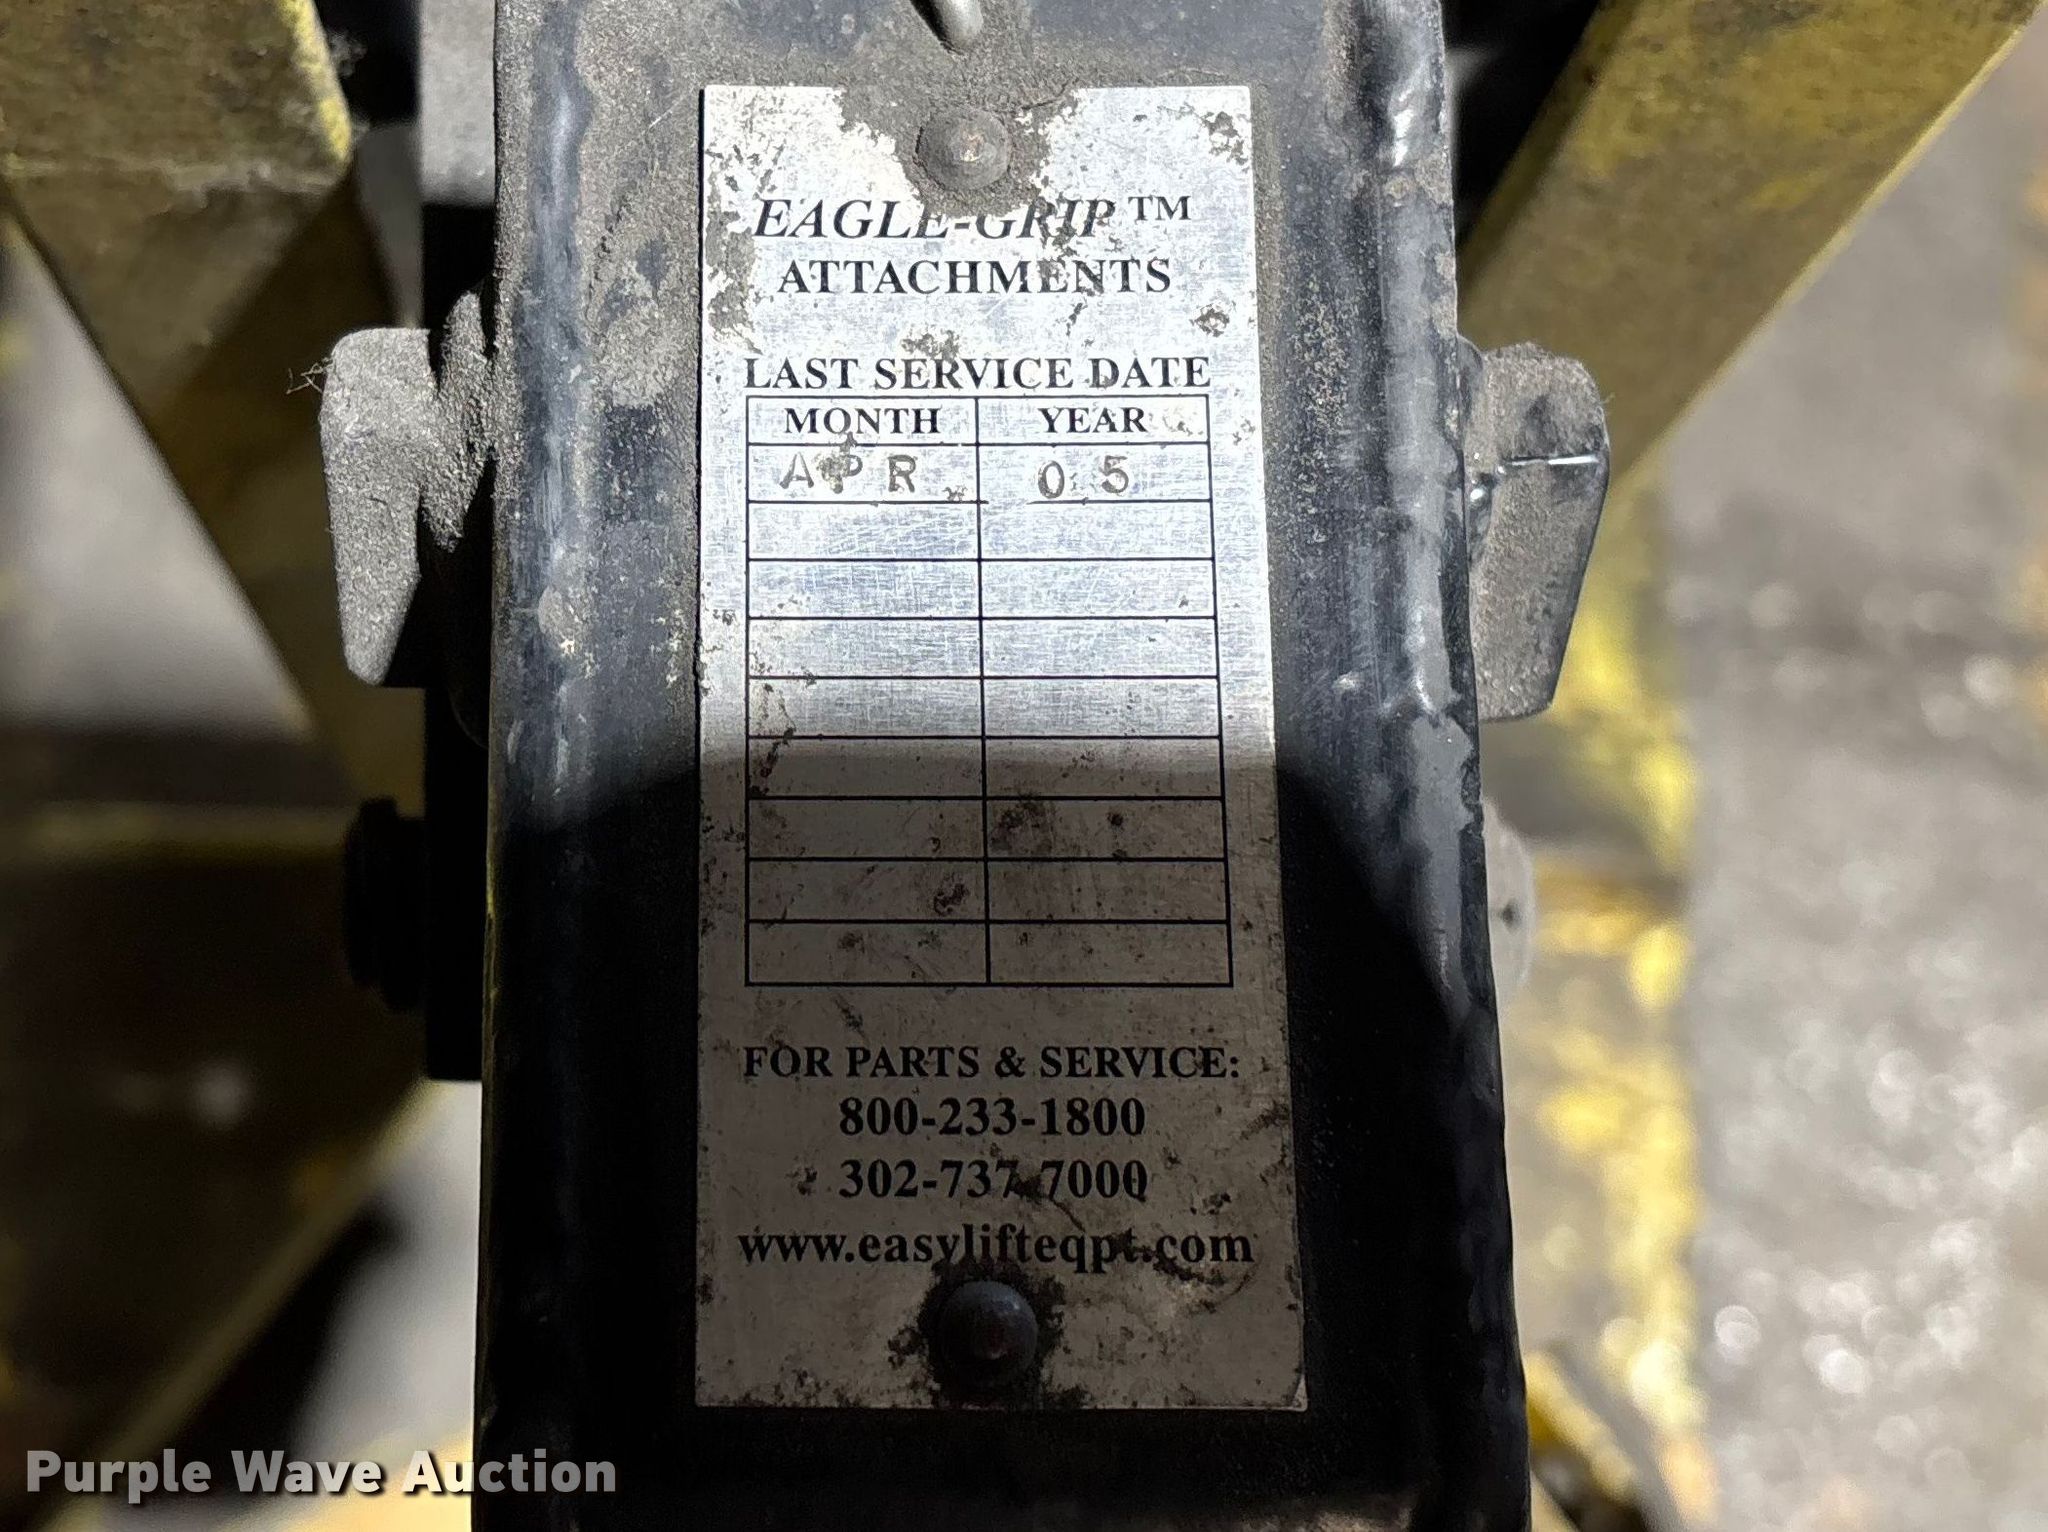 EAGLE-GRIP™
ATTACHMENTS
LAST SERVICE DATE
MONTH YEAR
APR 05
FOR PARTS & SERVICE:
800-233-1800
302-737-7000
www.easylifteqpt.com
Purple Wave Auction